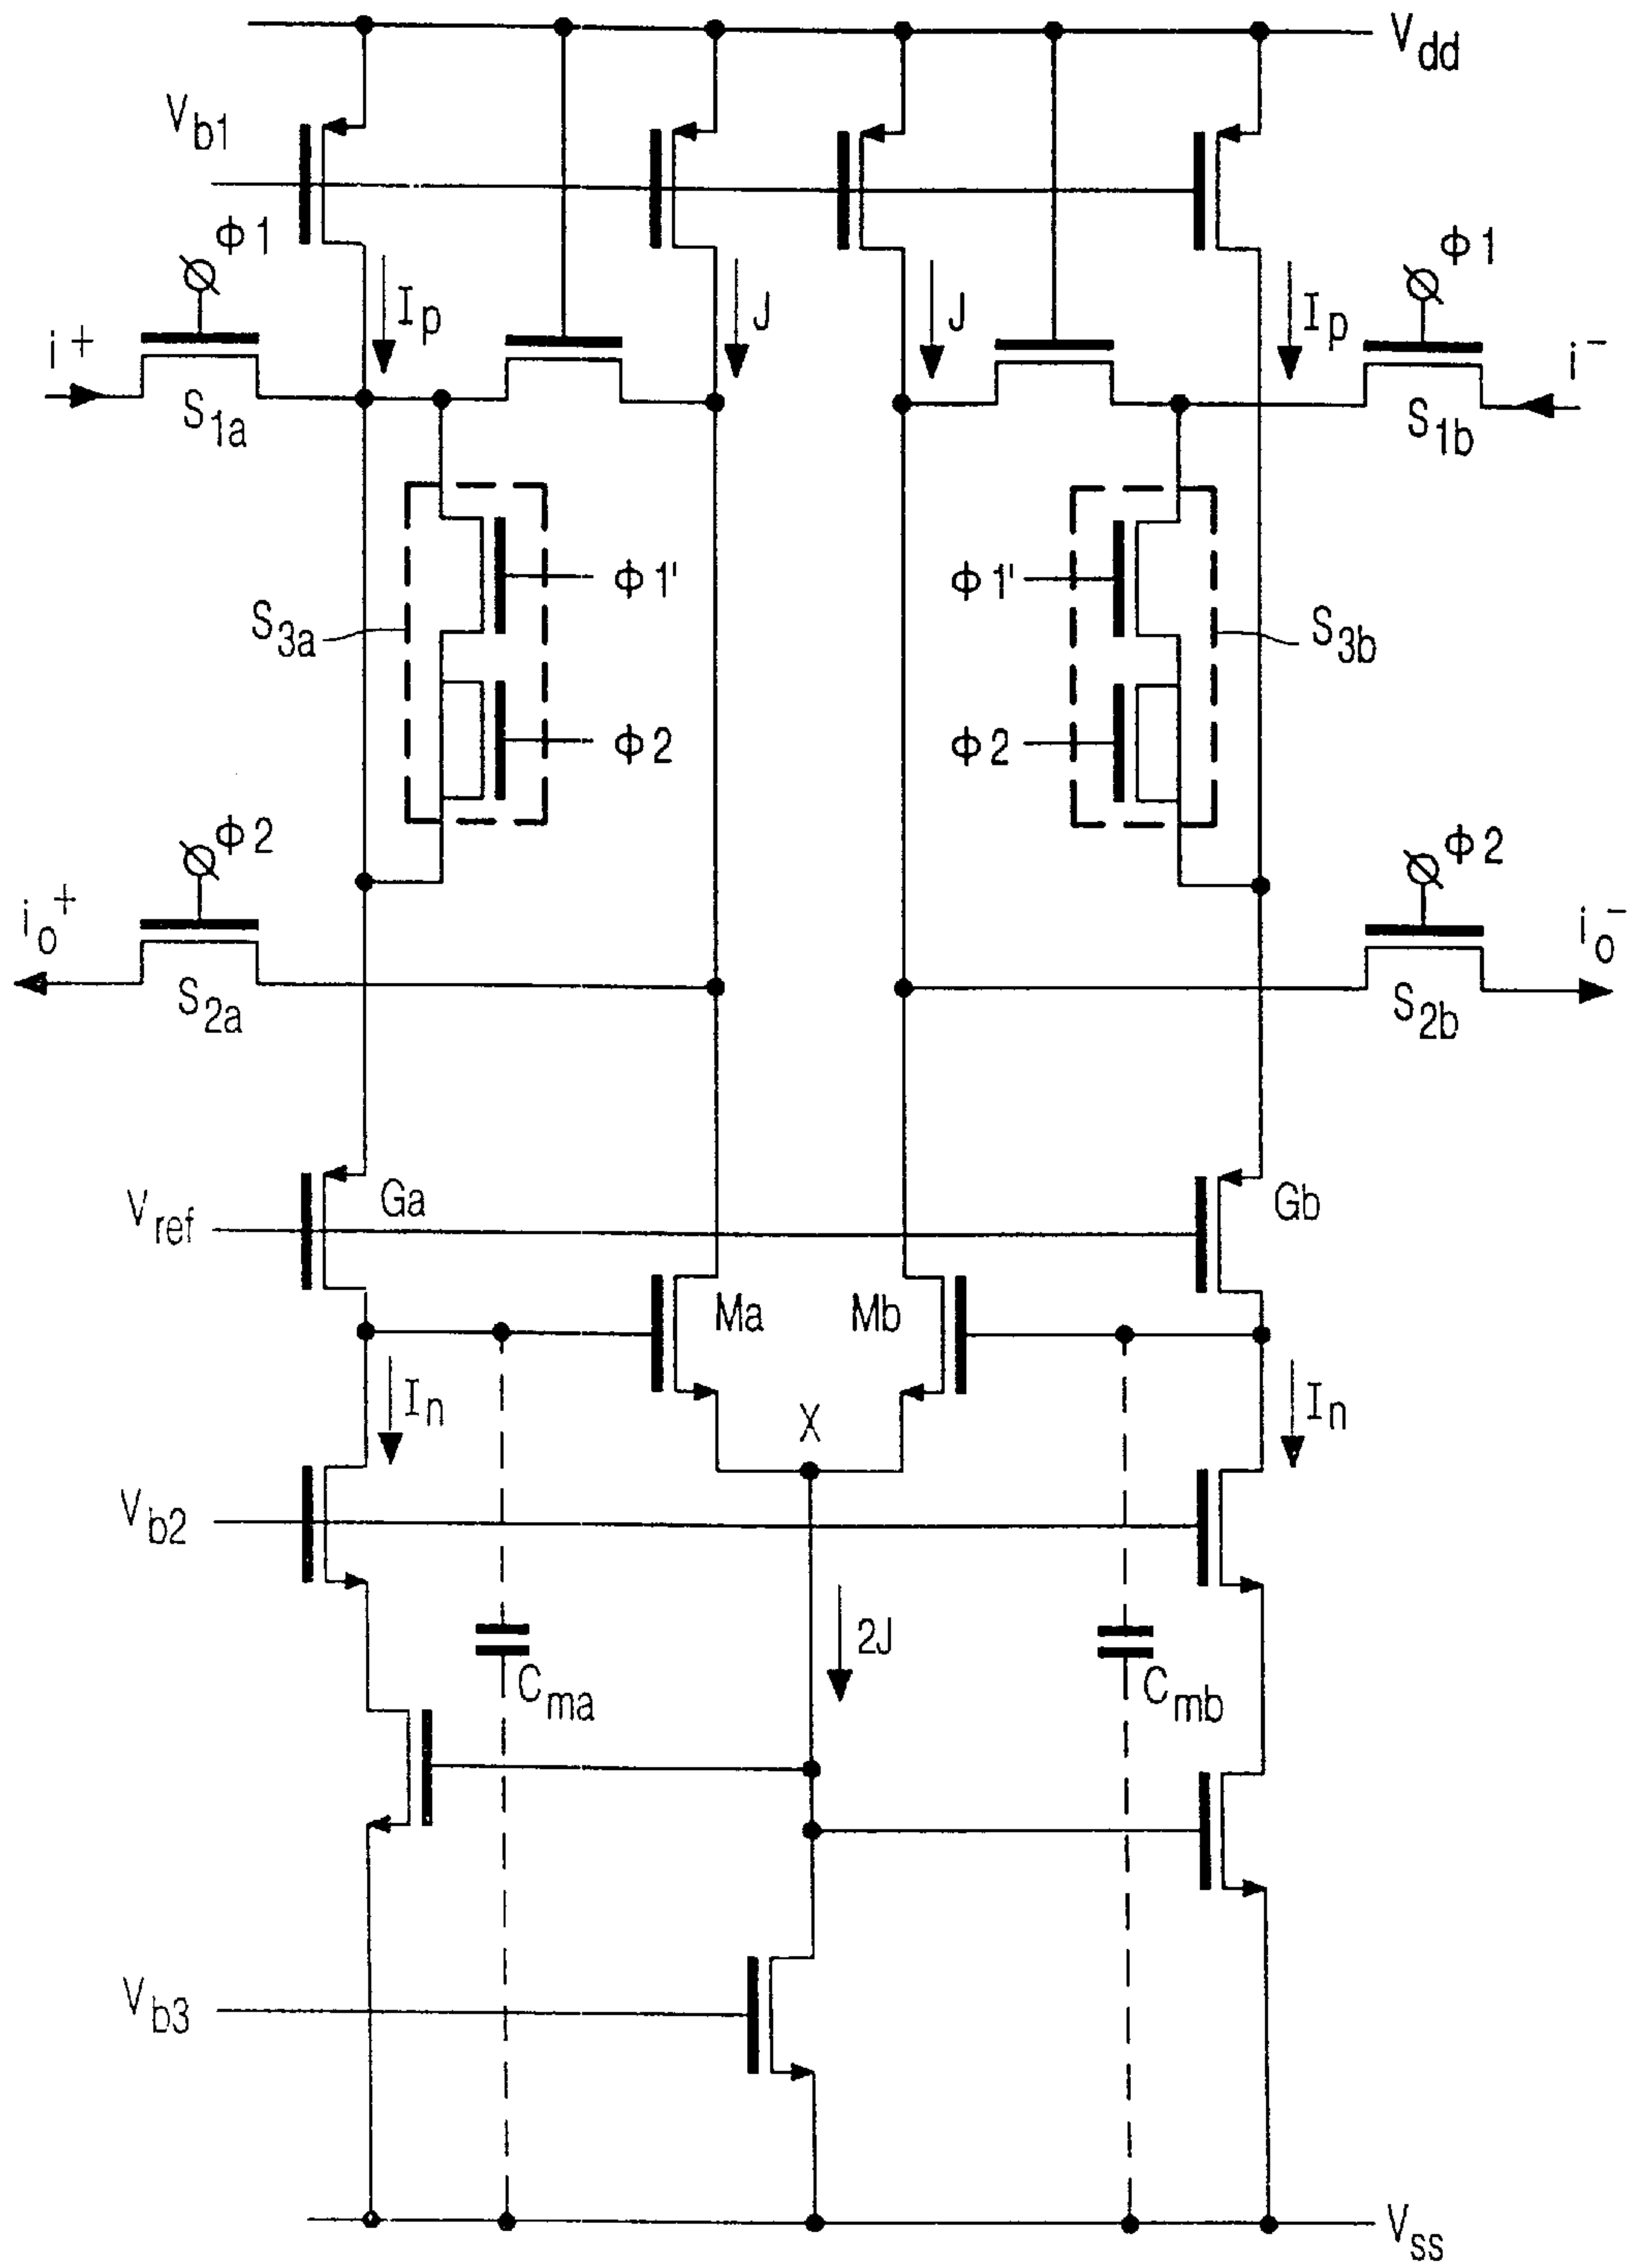 Vdd
Vb1
Φ1
Φ1
Ip
J
J
Ip
i+
i-
S1a
S1b
Φ1'
Φ1'
S3a
S3b
Φ2
Φ2
Φ2
Φ2
io+
io-
S2a
S2b
Ga
Gb
Vref
Ma
Mb
In
In
X
Vb2
2J
Cma
Cmb
Vb3
Vss